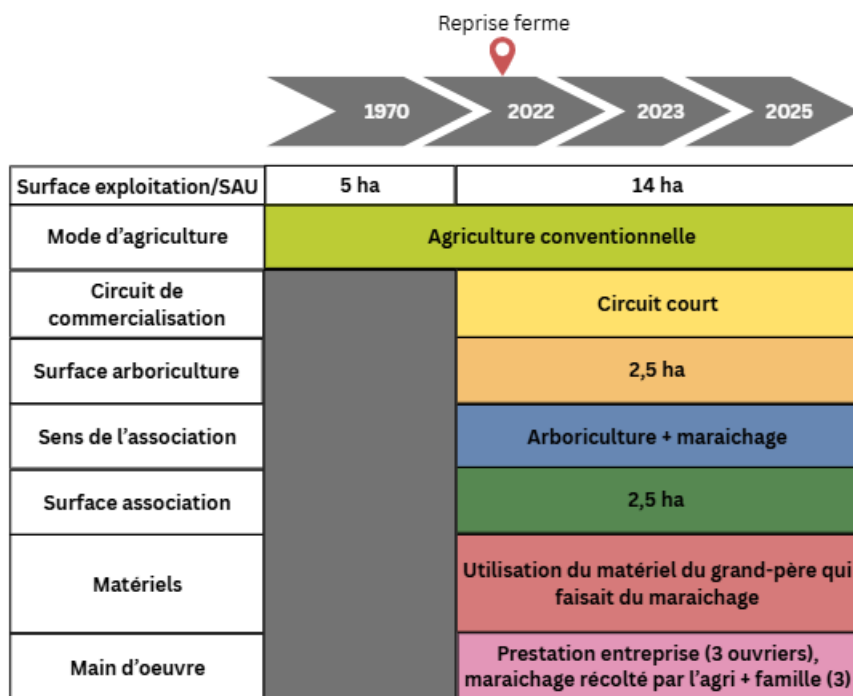 Reprise ferme
1970
2022
2023
2025
Surface exploitation/SAU
5 ha
14 ha
Mode d’agriculture
Agriculture conventionnelle
Circuit de
commercialisation
Circuit court
Surface arboriculture
2,5 ha
Sens de l’association
Arboriculture + maraichage
Surface association
2,5 ha
Matériels
Utilisation du matériel du grand-père qui
faisait du maraichage
Main d’oeuvre
Prestation entreprise (3 ouvriers),
maraichage récolté par l’agri + famille (3)